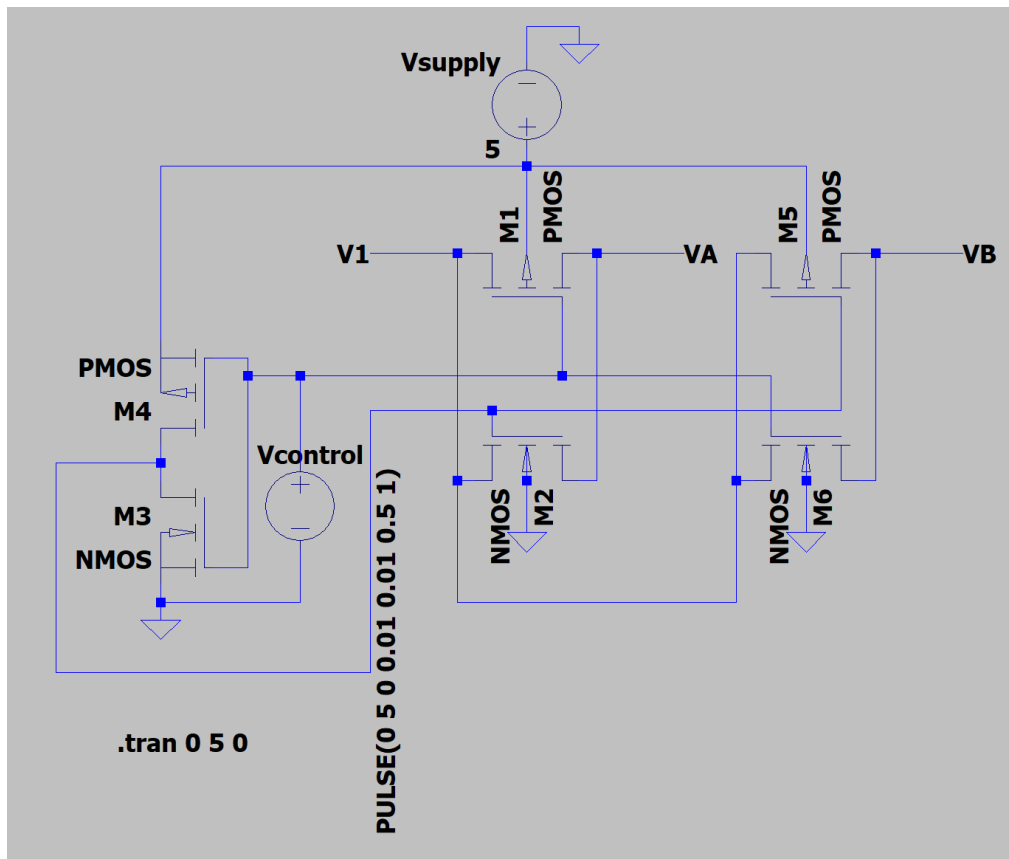 Vsupply
5
M1
PMOS
M5
PMOS
V1
VA
VB
PMOS
M4
Vcontrol
M3
NMOS
NMOS
M2
NMOS
M6
PULSE(0 5 0 0.01 0.01 0.5 1)
.tran 0 5 0